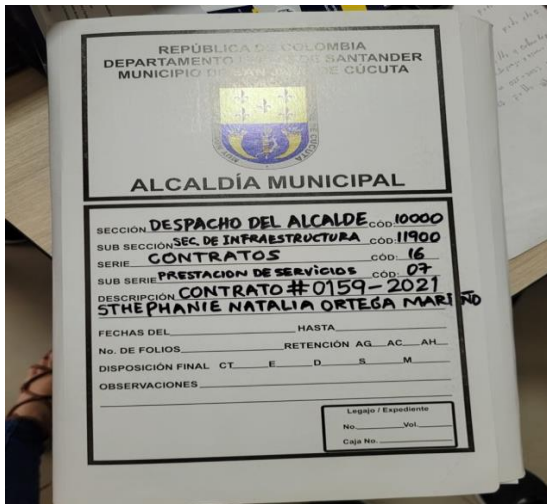 REPÚBLICA DE COLOMBIA
DEPARTAMENTO DE SANTANDER
MUNICIPIO DE CÚCUTA
ALCALDÍA MUNICIPAL
SECCIÓN DESPACHO DEL ALCALDE CÓD: 10000
SUB SECCIÓN SEC. DE INFRAESTRUCTURA CÓD: 11900
SERIE CONTRATOS CÓD: 16
SUB SERIE PRESTACION DE SERVICIOS CÓD: 07
DESCRIPCIÓN CONTRATO # 0159-2021
STHEPHANIE NATALIA ORTEGA MARIÑO
FECHAS DEL HASTA
No. DE FOLIOS RETENCIÓN AG AC AH
DISPOSICIÓN FINAL CT E D S M
OBSERVACIONES
Legajo / Expediente
No. Vol.
Caja No.